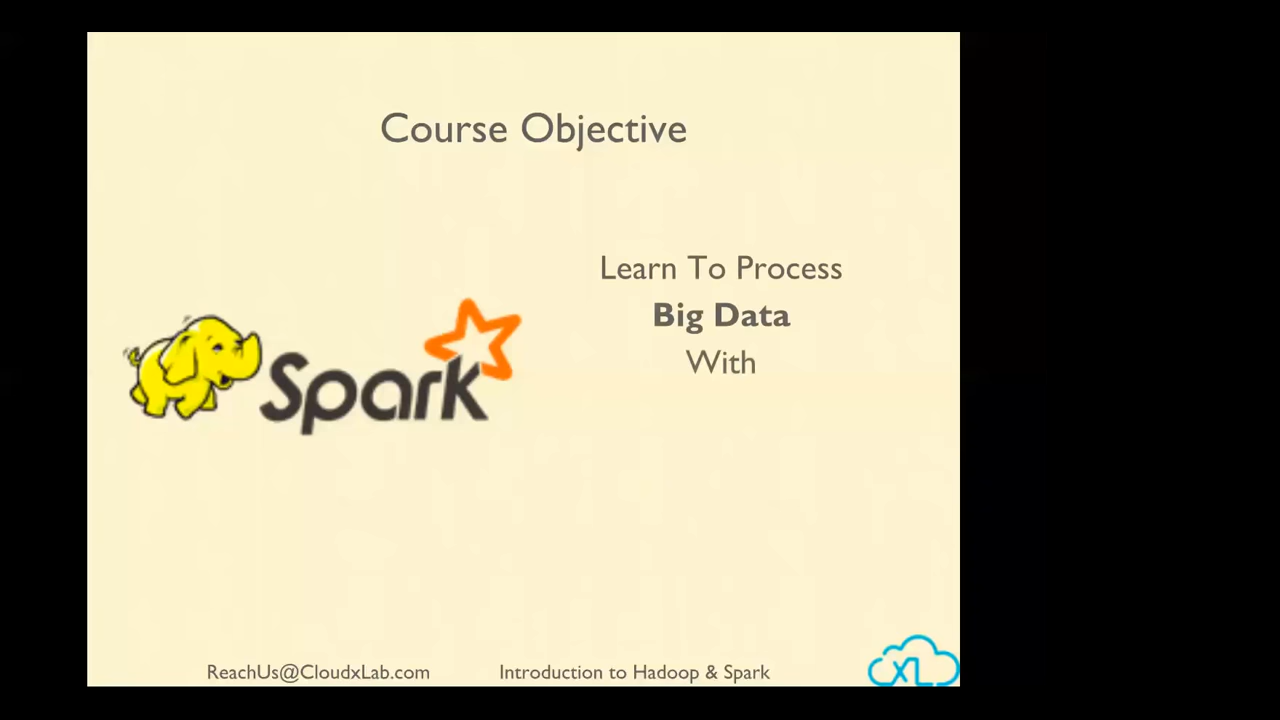 Course Objective
Learn To Process
Big Data
With
Spark
ReachUs@CloudxLab.com
Introduction to Hadoop & Spark
XL